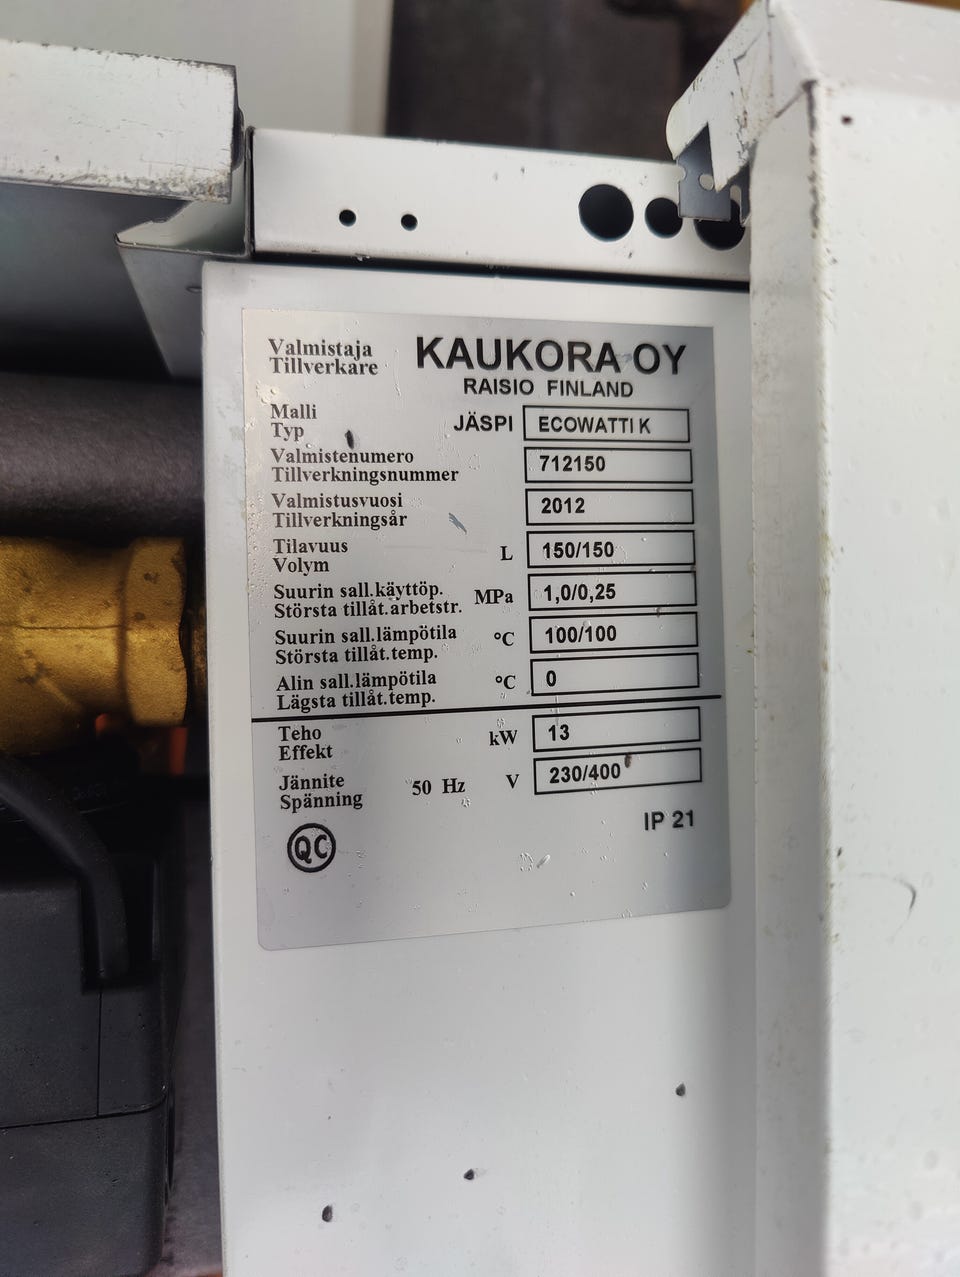 Valmistaja KAUKORA OY
Tillverkare RAISIO FINLAND
Malli
Typ JÄSPI ECOWATTI K
Valmistenumero 712150
Tillverkningsnummer
Valmistusvuosi 2012
Tillverkningsår
Tilavuus L 150/150
Volym
Suurin sall.käyttöp. MPa 1,0/0,25
Största tillåt.arbetstr.
Suurin sall.lämpötila °C 100/100
Största tillåt.temp.
Alin sall.lämpötila °C 0
Lägsta tillåt.temp.
Teho kW 13
Effekt
Jännite 50 Hz V 230/400
Spänning
IP 21
QC